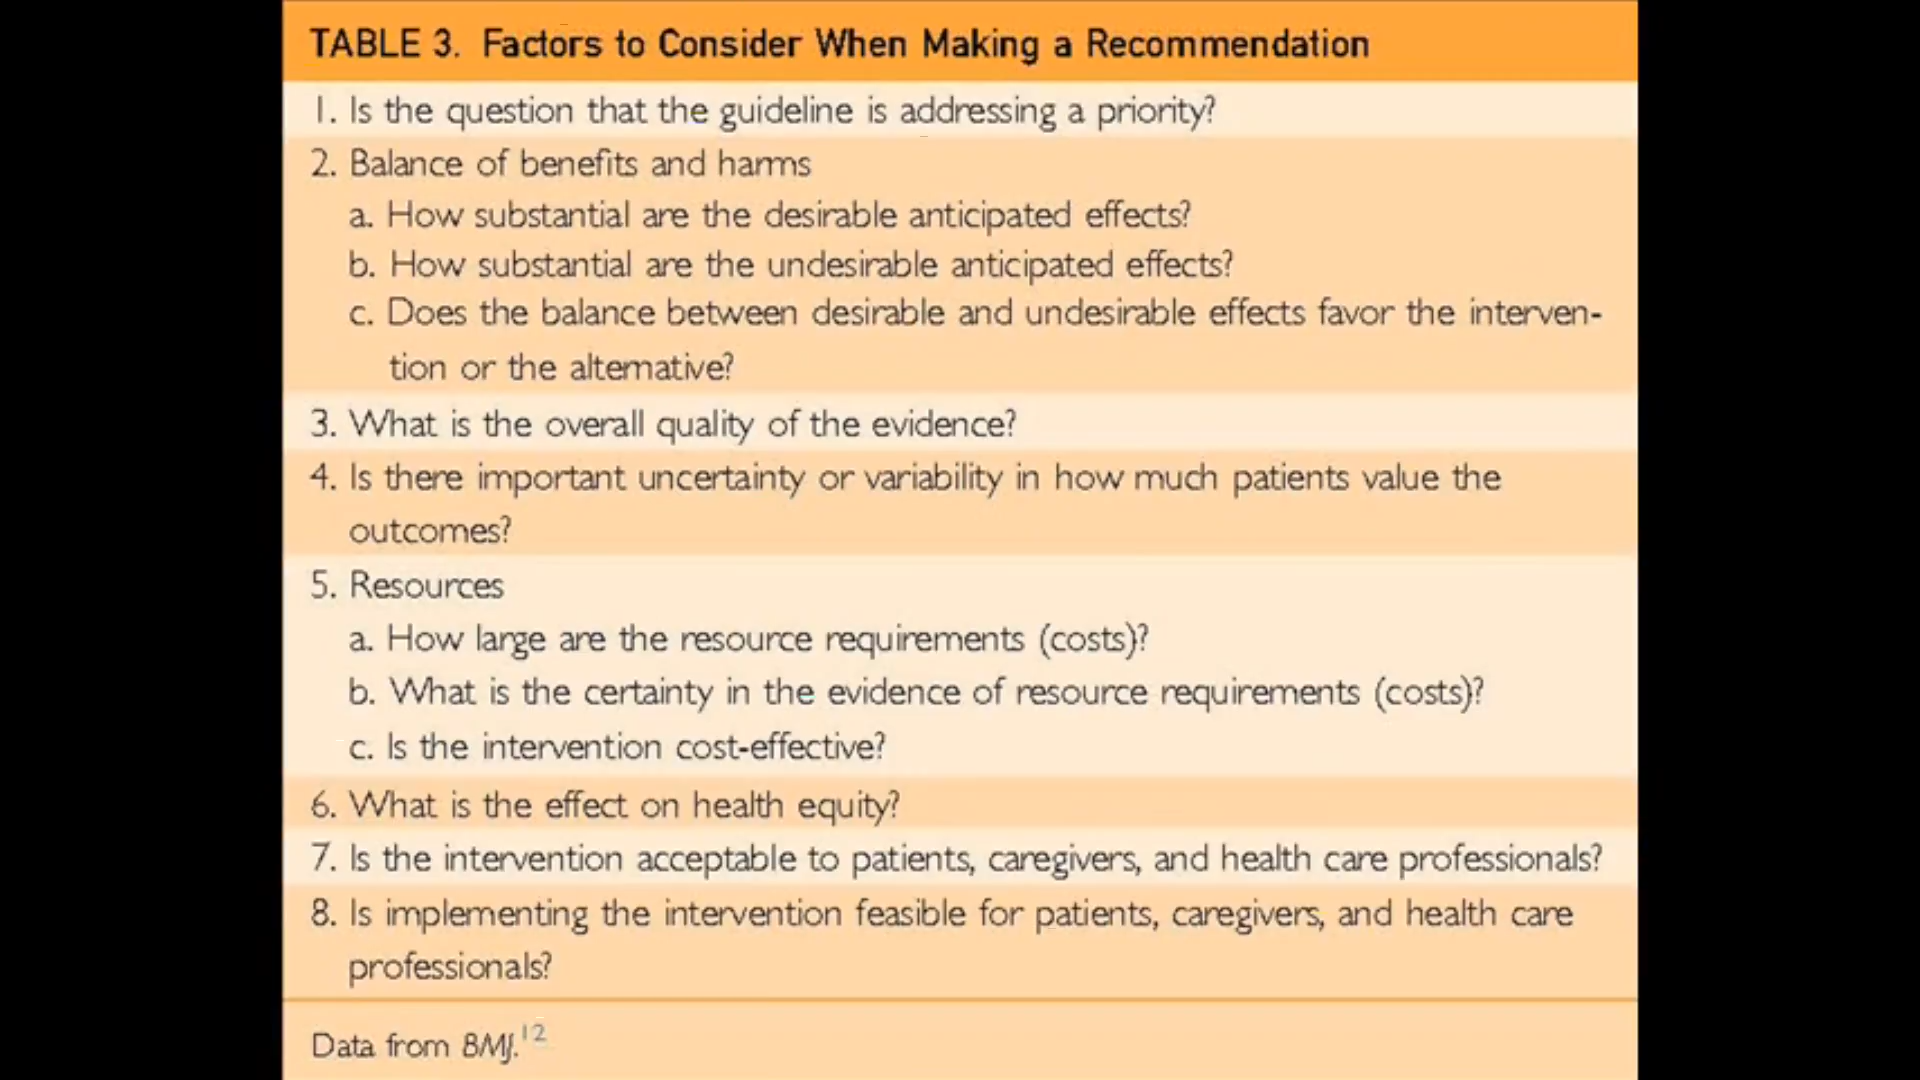 TABLE 3. Factors to Consider When Making a Recommendation
1. Is the question that the guideline is addressing a priority?
2. Balance of benefits and harms
a. How substantial are the desirable anticipated effects?
b. How substantial are the undesirable anticipated effects?
c. Does the balance between desirable and undesirable effects favor the interven-
tion or the alternative?
3. What is the overall quality of the evidence?
4. Is there important uncertainty or variability in how much patients value the
outcomes?
5. Resources
a. How large are the resource requirements (costs)?
b. What is the certainty in the evidence of resource requirements (costs)?
c. Is the intervention cost-effective?
6. What is the effect on health equity?
7. Is the intervention acceptable to patients, caregivers, and health care professionals?
8. Is implementing the intervention feasible for patients, caregivers, and health care
professionals?
Data from BMJ.12